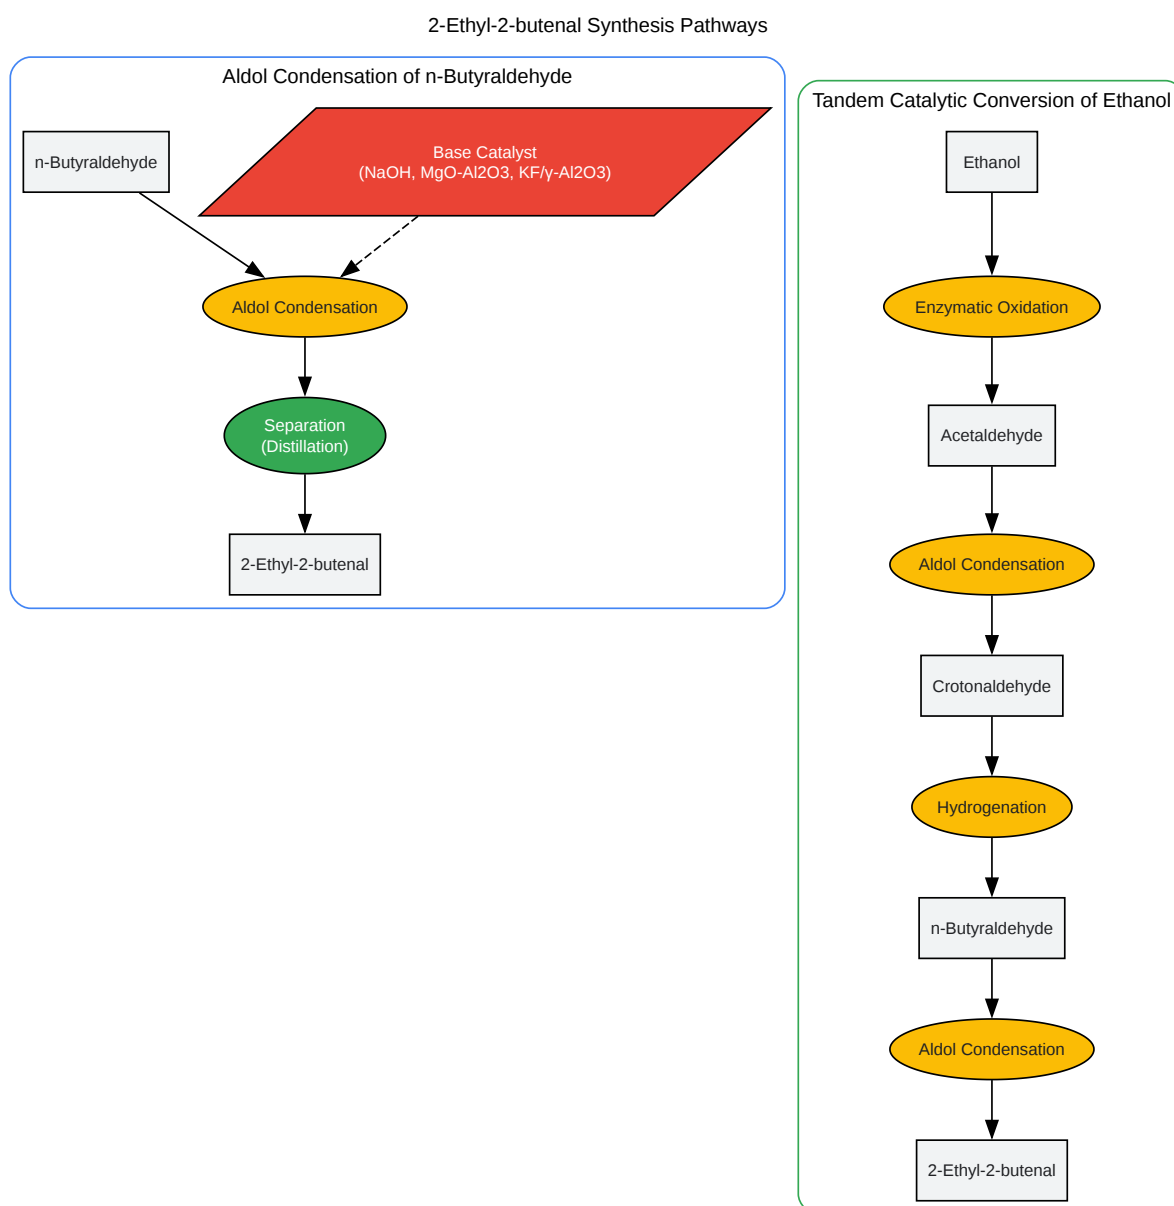 2-Ethyl-2-butenal Synthesis Pathways
Aldol Condensation of n-Butyraldehyde
n-Butyraldehyde
Base Catalyst
(NaOH, MgO-Al2O3, KF/γ-Al2O3)
Aldol Condensation
Separation
(Distillation)
2-Ethyl-2-butenal
Tandem Catalytic Conversion of Ethanol
Ethanol
Enzymatic Oxidation
Acetaldehyde
Aldol Condensation
Crotonaldehyde
Hydrogenation
n-Butyraldehyde
Aldol Condensation
2-Ethyl-2-butenal